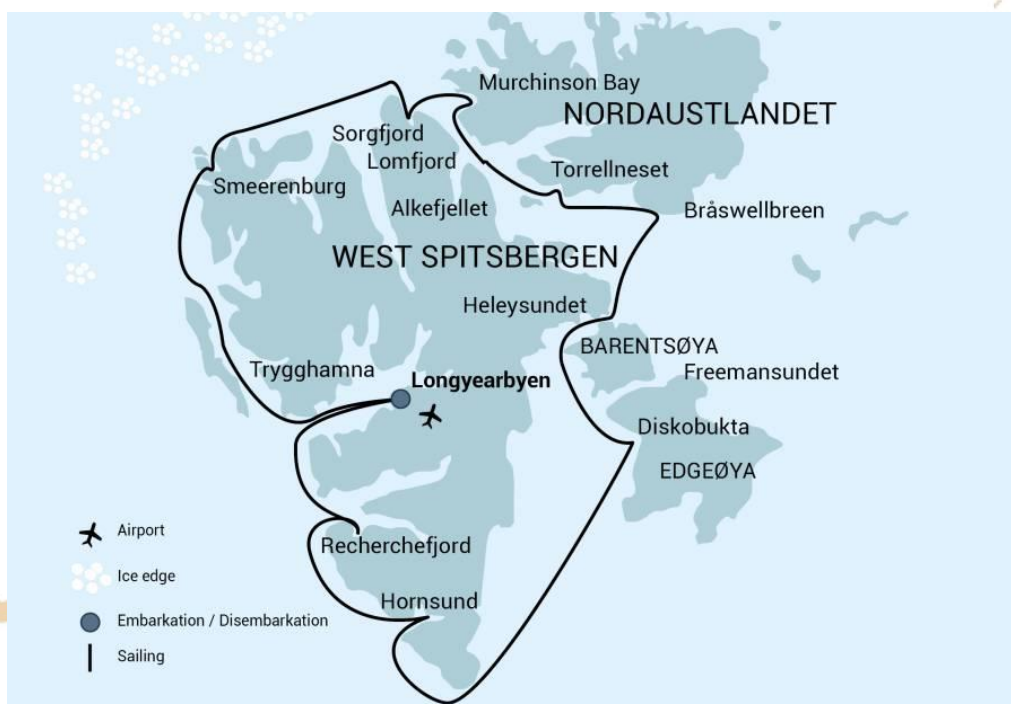 Murchinson Bay
NORDAUSTLANDET
Sorgfjord
Lomfjord
Smeerenburg
Torrellneset
Alkefjellet
Bråswellbreen
WEST SPITSBERGEN
Heleysundet
BARENTSØYA
Freemansundet
Trygghamna
Longyearbyen
Diskobukta
EDGEØYA
Recherchefjord
Hornsund
Airport
Ice edge
Embarkation / Disembarkation
Sailing